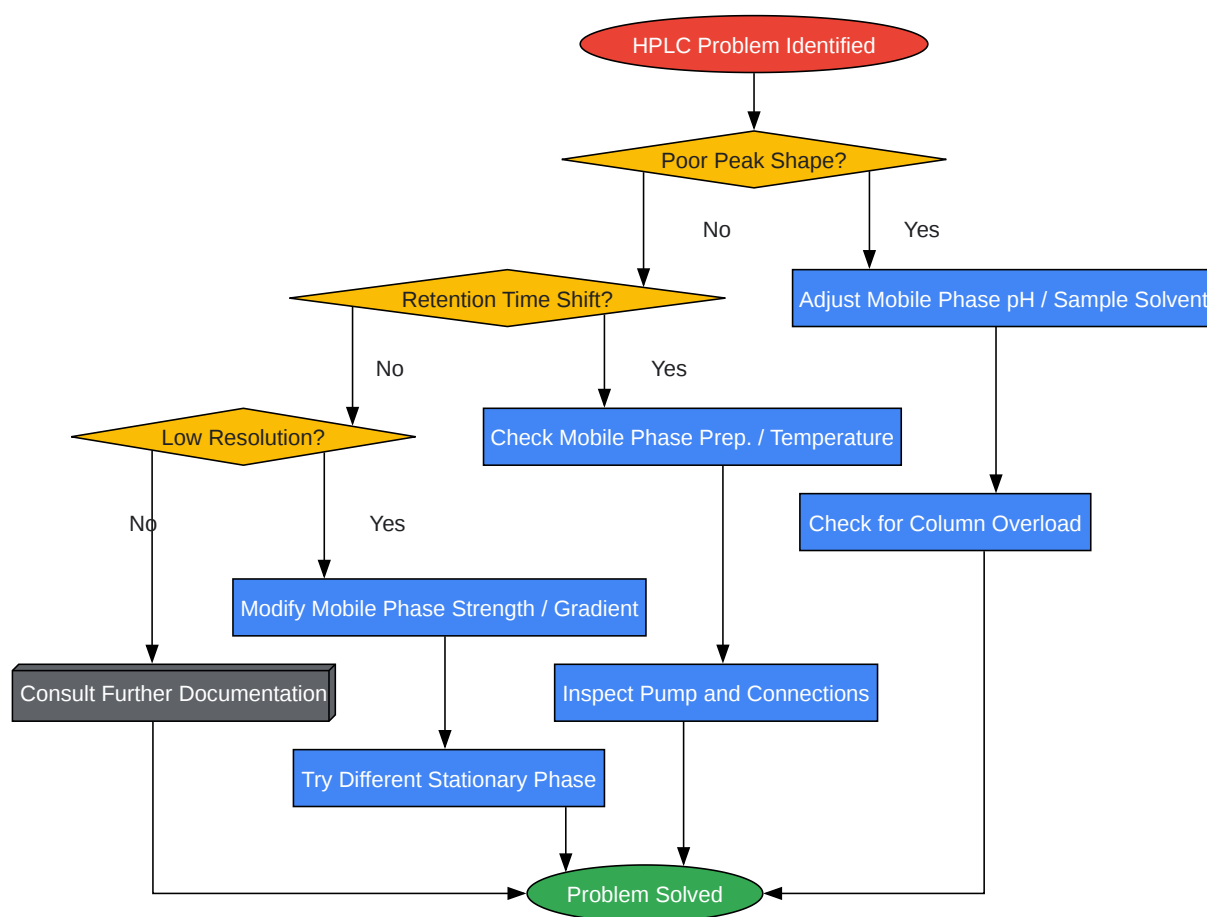 HPLC Problem Identified
Poor Peak Shape?
No
Yes
Retention Time Shift?
Adjust Mobile Phase pH / Sample Solvent
No
Yes
Low Resolution?
Check Mobile Phase Prep. / Temperature
No
Yes
Check for Column Overload
Modify Mobile Phase Strength / Gradient
Consult Further Documentation
Inspect Pump and Connections
Try Different Stationary Phase
Problem Solved